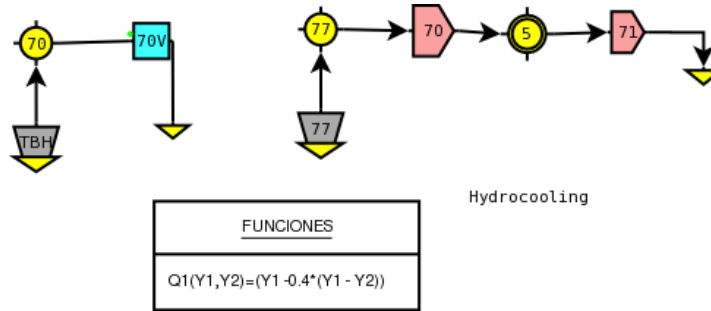 70
70V
77
70
5
71
TBH
77
Hydrocooling
FUNCIONES
Q1(Y1,Y2)=(Y1 -0.4*(Y1 - Y2))